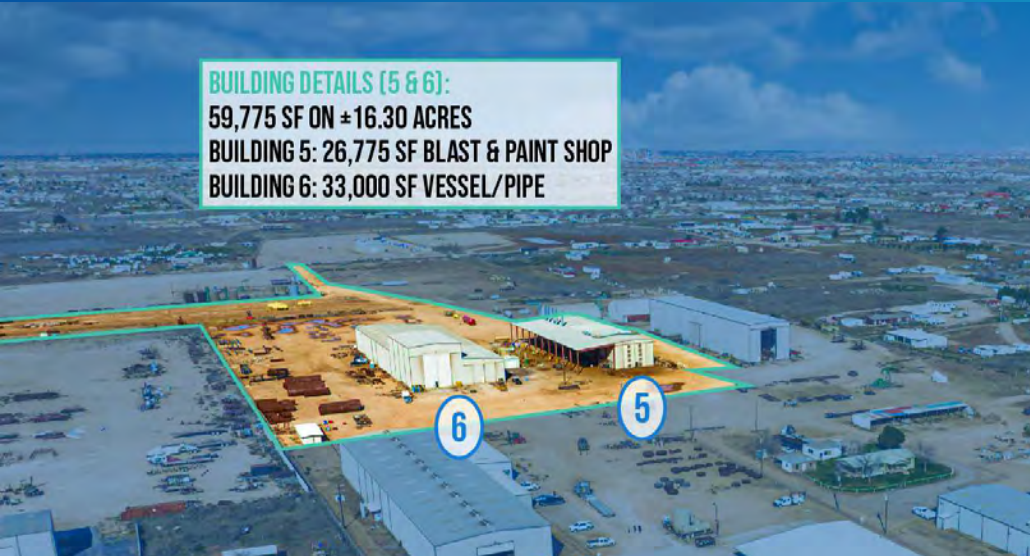 BUILDING DETAILS (5 & 6):
59,775 SF ON ±16.30 ACRES
BUILDING 5: 26,775 SF BLAST & PAINT SHOP
BUILDING 6: 33,000 SF VESSEL/PIPE
5
6